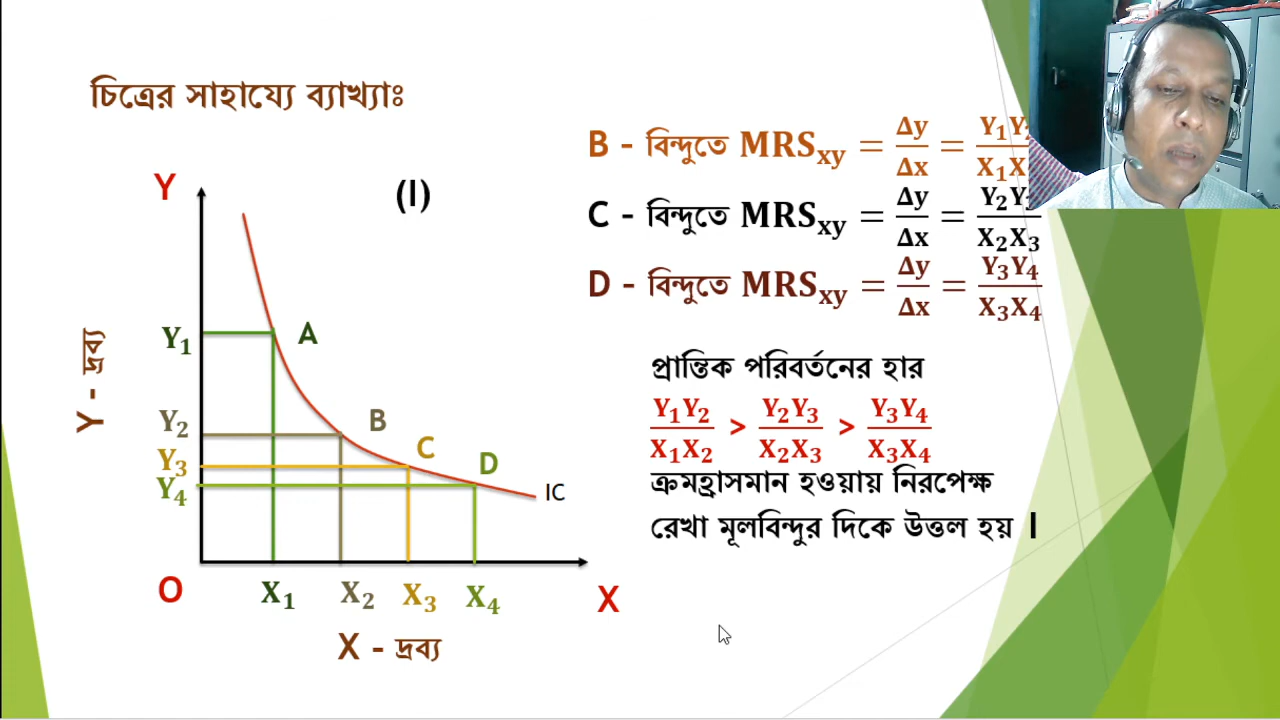 চিত্রের সাহায্যে ব্যাখ্যাঃ
(I)
Y
Y - দ্রব্য
Y₁
Y₂
Y₃
Y₄
A
B
C
D
IC
O
X₁ X₂ X₃ X₄
X
X - দ্রব্য
B - বিন্দুতে MRSxy = Δy/Δx =
C - বিন্দুতে MRSxy = Δy/Δx = Y₂Y₃/X₂X₃
D - বিন্দুতে MRSxy = Δy/Δx = Y₃Y₄/X₃X₄
প্রান্তিক পরিবর্তনের হার
Y₁Y₂/X₁X₂ > Y₂Y₃/X₂X₃ > Y₃Y₄/X₃X₄
ক্রমহ্রাসমান হওয়ায় নিরপেক্ষ
রেখা মূলবিন্দুর দিকে উত্তল হয় ।